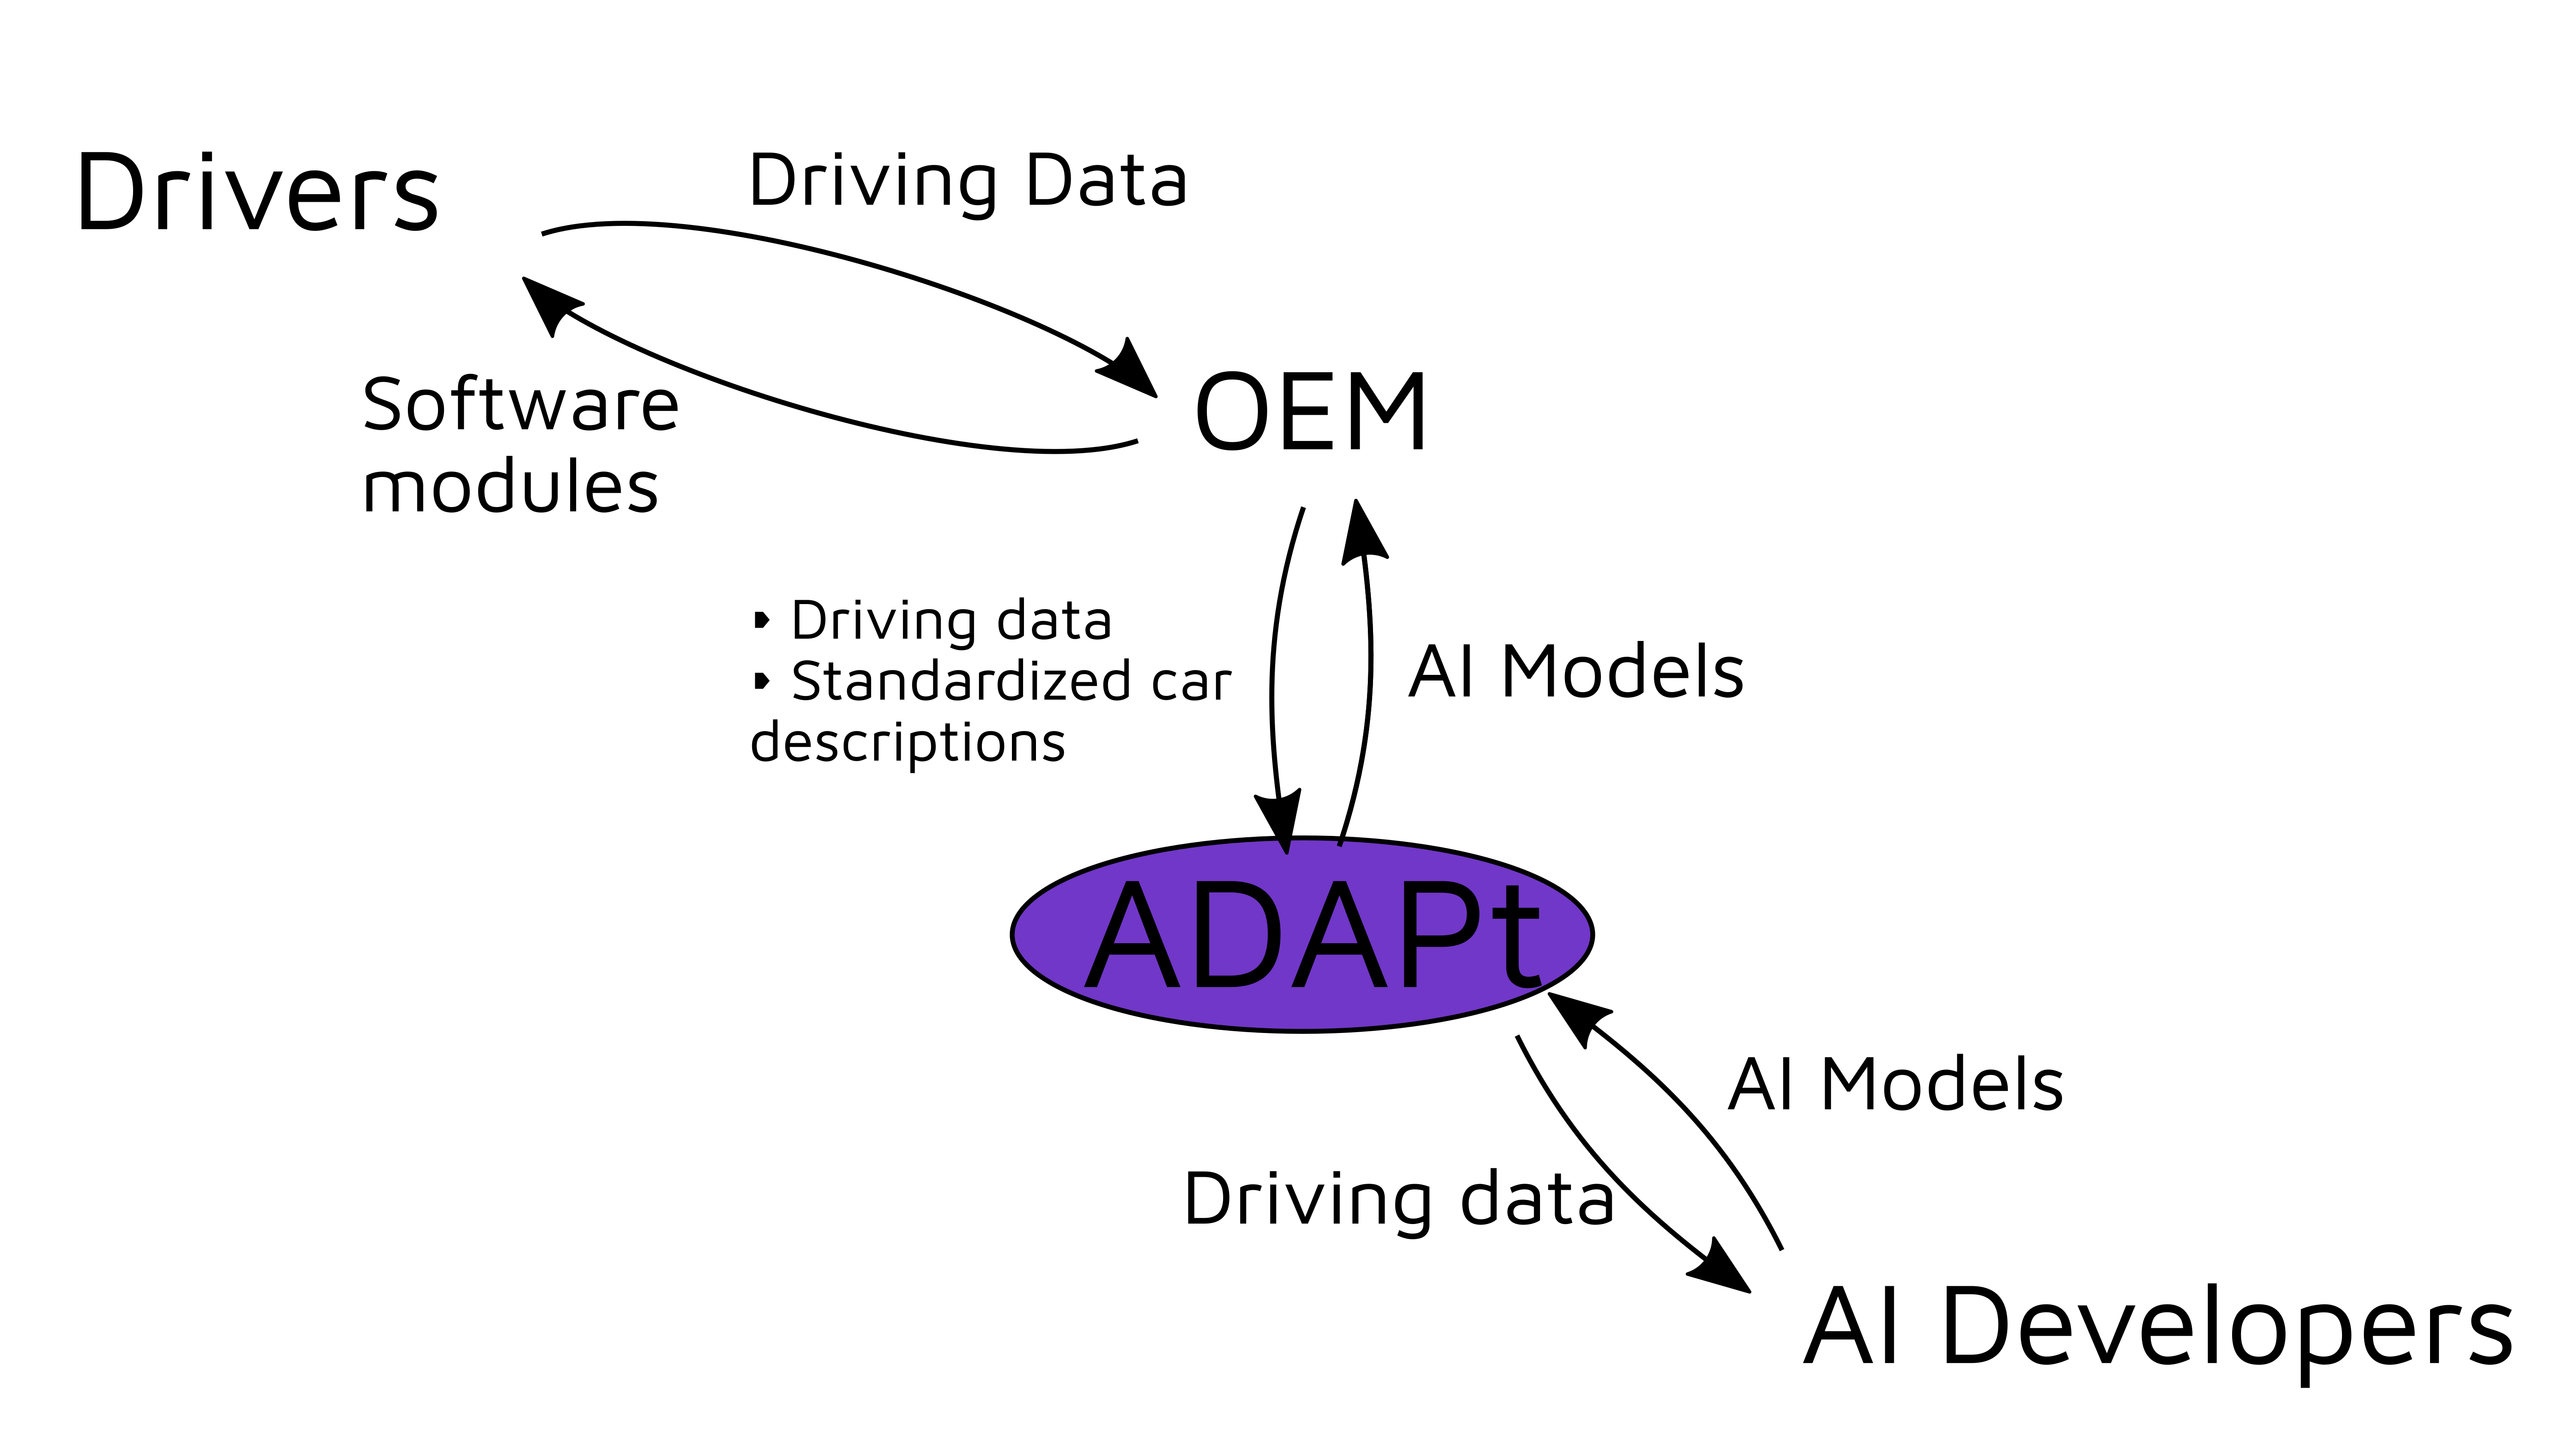 Drivers
Driving Data
Software
modules
OEM
‣ Driving data
‣ Standardized car
descriptions
AI Models
ADAPt
AI Models
Driving data
AI Developers